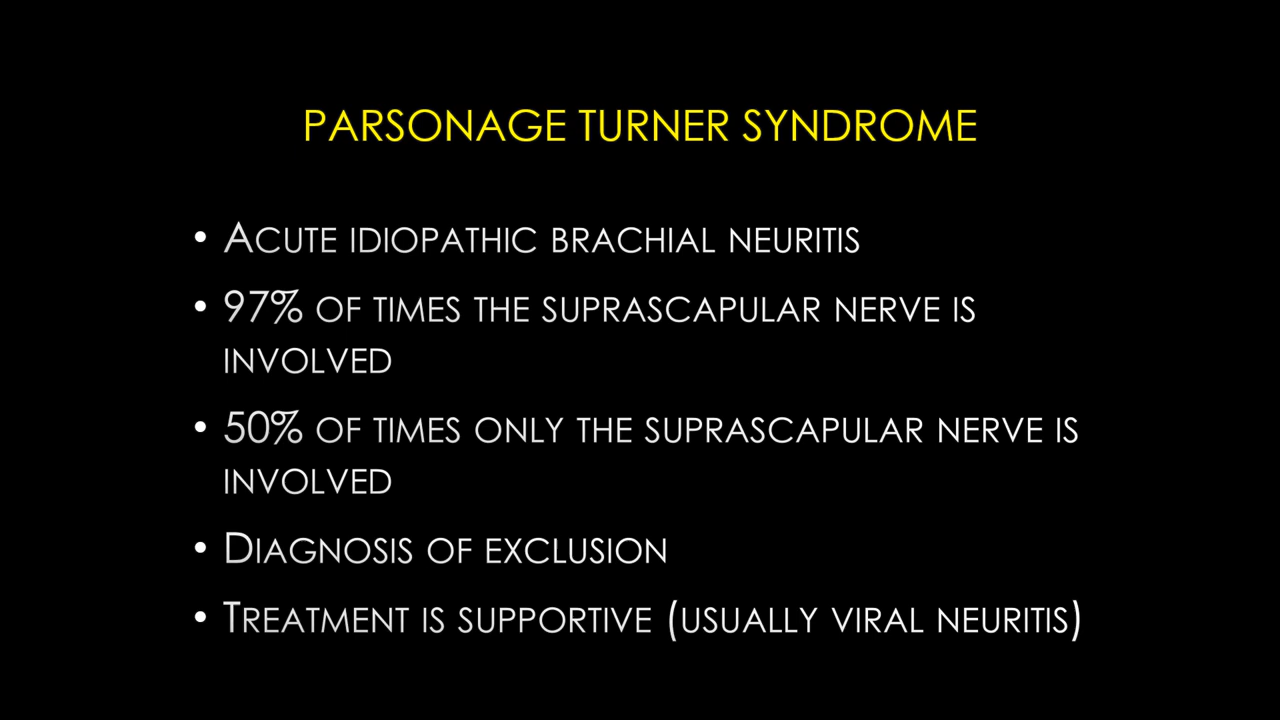 PARSONAGE TURNER SYNDROME
• ACUTE IDIOPATHIC BRACHIAL NEURITIS
• 97% OF TIMES THE SUPRASCAPULAR NERVE IS
INVOLVED
• 50% OF TIMES ONLY THE SUPRASCAPULAR NERVE IS
INVOLVED
• DIAGNOSIS OF EXCLUSION
• TREATMENT IS SUPPORTIVE (USUALLY VIRAL NEURITIS)